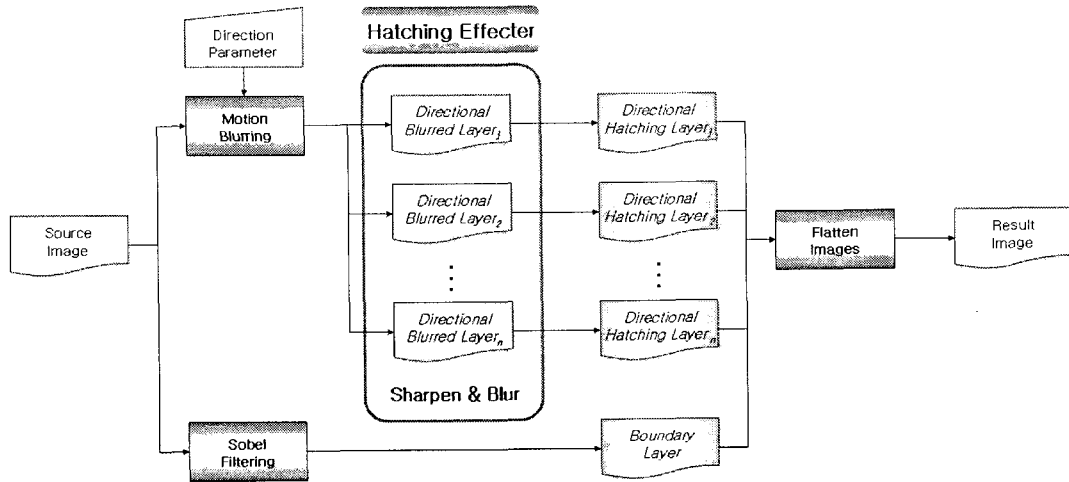 Direction
Parameter
Hatching Effecter
Motion
Blurring
Directional
Blurred Layer1
Directional
Hatching Layer1
Directional
Blurred Layer2
Directional
Hatching Layer2
Source
Image
Flatten
Images
Result
Image
Directional
Blurred Layern
Directional
Hatching Layern
Sharpen & Blur
Sobel
Filtering
Boundary
Layer